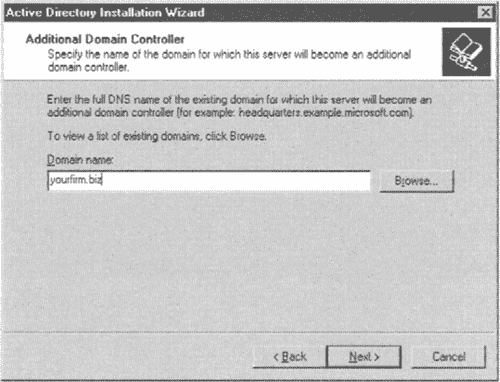 Active Directory Installation Wizard
Additional Domain Controller
Specify the name of the domain for which this server will become an additional
domain controller.
Enter the full DNS name of the existing domain for which this server will become an
additional domain controller (for example: headquarters.example.microsoft.com).
To view a list of existing domains, click Browse.
Domain name:
yourfirm.biz
Browse...
< Back
Next >
Cancel